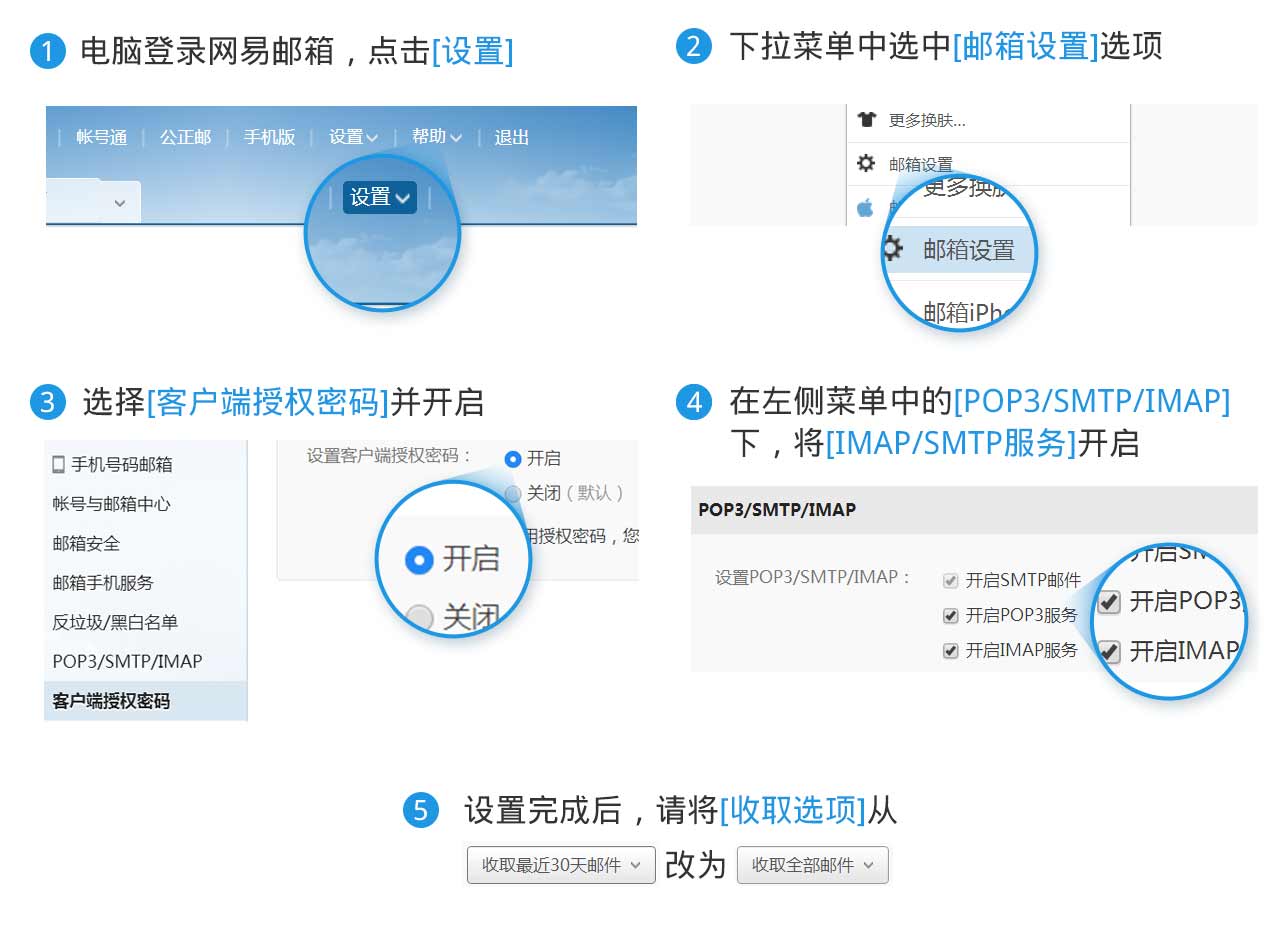 1 电脑登录网易邮箱，点击[设置]
帐号通 公正邮 手机版 设置 帮助 退出
设置
2 下拉菜单中选中[邮箱设置]选项
更多换肤...
邮箱设置
更多换肤
邮箱设置
邮箱iPho
3 选择[客户端授权密码]并开启
手机号码邮箱
帐号与邮箱中心
邮箱安全
邮箱手机服务
反垃圾/黑白名单
POP3/SMTP/IMAP
客户端授权密码
设置客户端授权密码：
开启
关闭（默认）
用授权密码，您
开启
关闭
4 在左侧菜单中的[POP3/SMTP/IMAP]
下，将[IMAP/SMTP服务]开启
POP3/SMTP/IMAP
设置POP3/SMTP/IMAP：
开启SMTP邮件
开启POP3服务
开启IMAP服务
开启SM
开启POP3
开启IMAP
5 设置完成后，请将[收取选项]从
收取最近30天邮件 改为 收取全部邮件